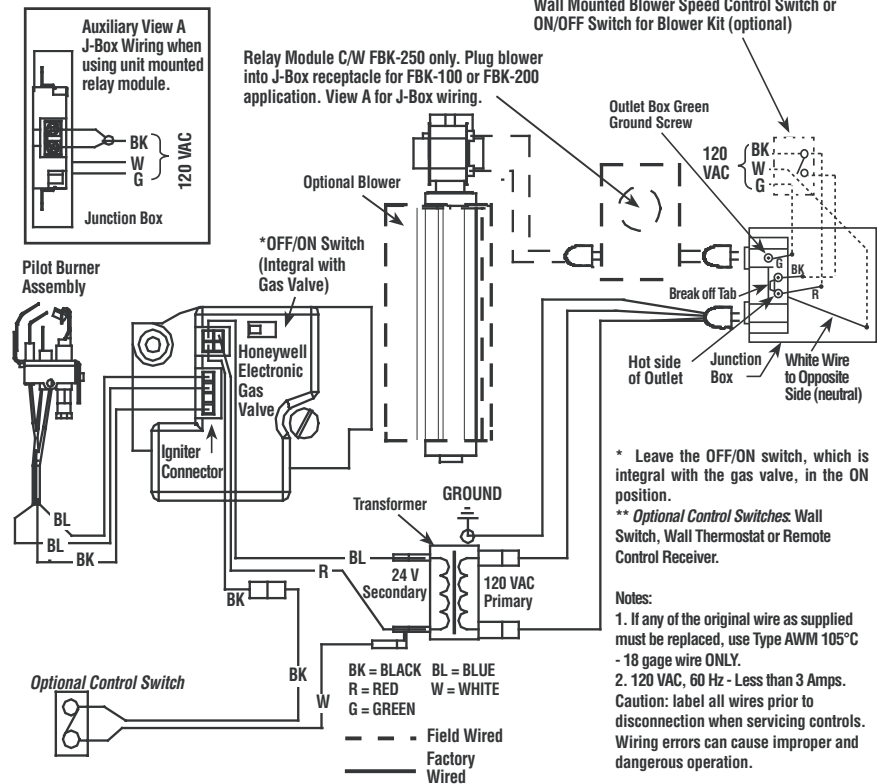 Wall Mounted Blower Speed Control Switch or
ON/OFF Switch for Blower Kit (optional)
Auxiliary View A
J-Box Wiring when
using unit mounted
relay module.
BK
W
G
120 VAC
Junction Box
Relay Module C/W FBK-250 only. Plug blower
into J-Box receptacle for FBK-100 or FBK-200
application. View A for J-Box wiring.
Outlet Box Green
Ground Screw
120
VAC
BK
W
G
Optional Blower
*OFF/ON Switch
(Integral with
Gas Valve)
Pilot Burner
Assembly
Honeywell
Electronic
Gas
Valve
Igniter
Connector
G
BK
R
Break off Tab
Hot side
of Outlet
Junction
Box
White Wire
to Opposite
Side (neutral)
BL
BL
BK
Transformer
GROUND
BL
R
24 V
Secondary
120 VAC
Primary
BK
BK
W
Optional Control Switch
BK = BLACK BL = BLUE
R = RED W = WHITE
G = GREEN
Field Wired
Factory
Wired
* Leave the OFF/ON switch, which is
integral with the gas valve, in the ON
position.
** Optional Control Switches: Wall
Switch, Wall Thermostat or Remote
Control Receiver.
Notes:
1. If any of the original wire as supplied
must be replaced, use Type AWM 105°C
- 18 gage wire ONLY.
2. 120 VAC, 60 Hz - Less than 3 Amps.
Caution: label all wires prior to
disconnection when servicing controls.
Wiring errors can cause improper and
dangerous operation.